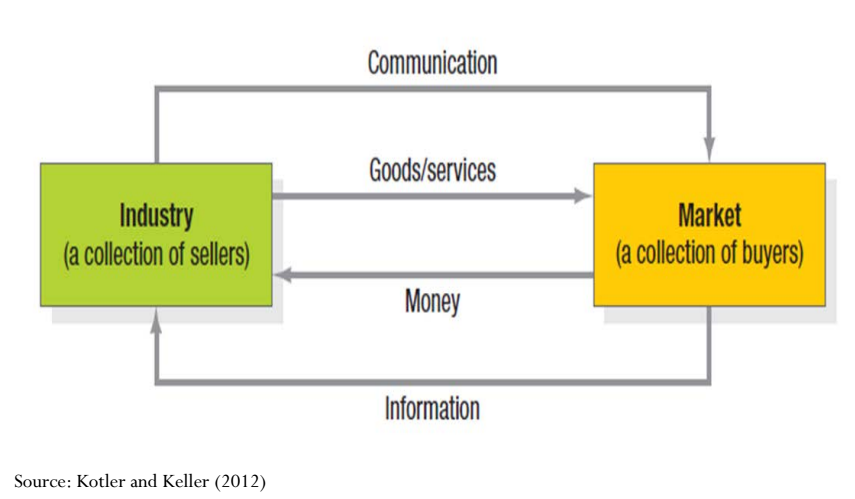 Communication
Goods/services
Industry
(a collection of sellers)
Market
(a collection of buyers)
Money
Information
Source: Kotler and Keller (2012)